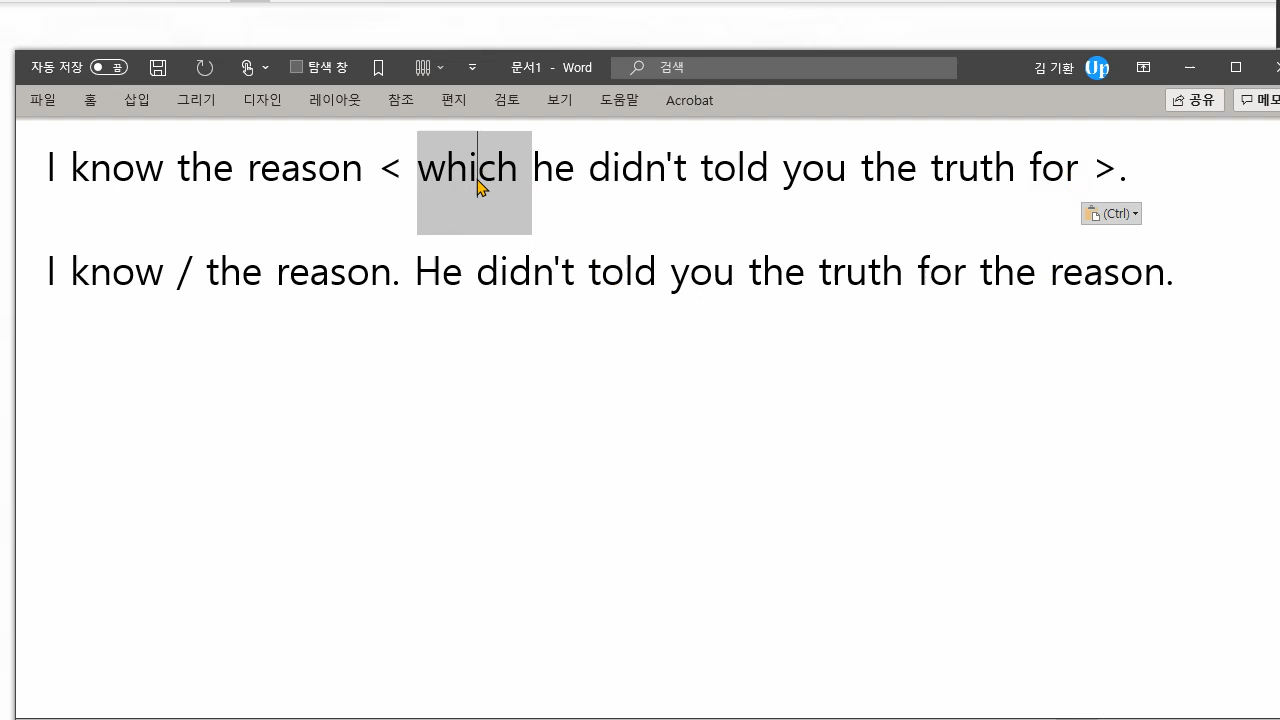 자동 저장 끔 탐색 창 문서1 - Word 검색 김 기환 Up
파일 홈 삽입 그리기 디자인 레이아웃 참조 편지 검토 보기 도움말 Acrobat 공유 메모
I know the reason < which he didn't told you the truth for >.
(Ctrl)
I know / the reason. He didn't told you the truth for the reason.